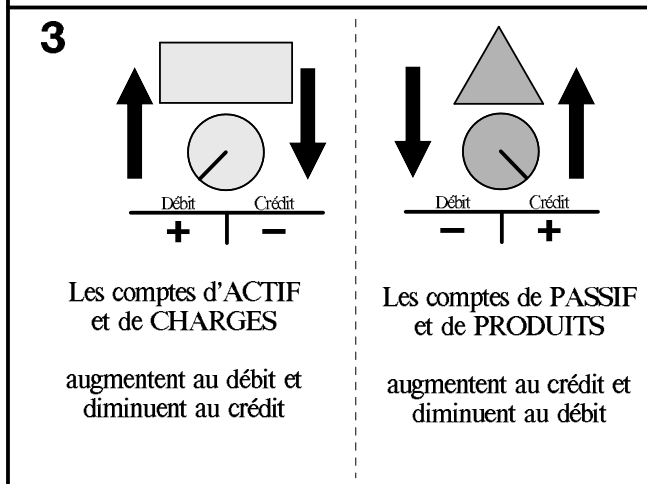 3
Débit Crédit
+ −
Les comptes d'ACTIF
et de CHARGES
augmentent au débit et
diminuent au crédit
Débit Crédit
− +
Les comptes de PASSIF
et de PRODUITS
augmentent au crédit et
diminuent au débit